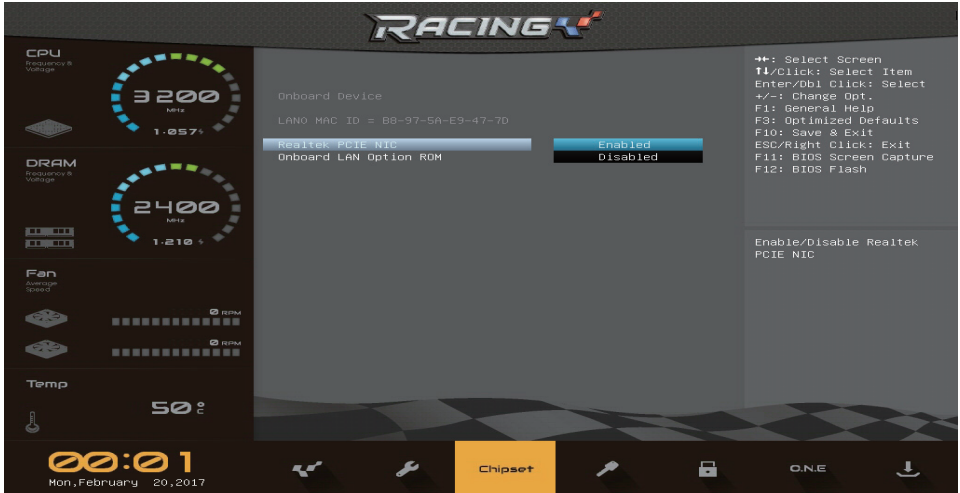 RACING
CPU
Frequency &
Voltage
3200
MHz
1.057V
DRAM
Frequency &
Voltage
2400
MHz
1.210 V
Fan
Average
Speed
0 RPM
0 RPM
Temp
50 °C
00:01
Mon,February 20,2017
Onboard Device
LAN0 MAC ID = B8-97-5A-E9-47-7D
Realtek PCIE NIC Enabled
Onboard LAN Option ROM Disabled
→←: Select Screen
↑↓/Click: Select Item
Enter/Dbl Click: Select
+/-: Change Opt.
F1: General Help
F3: Optimized Defaults
F10: Save & Exit
ESC/Right Click: Exit
F11: BIOS Screen Capture
F12: BIOS Flash
Enable/Disable Realtek
PCIE NIC
Chipset
O.N.E